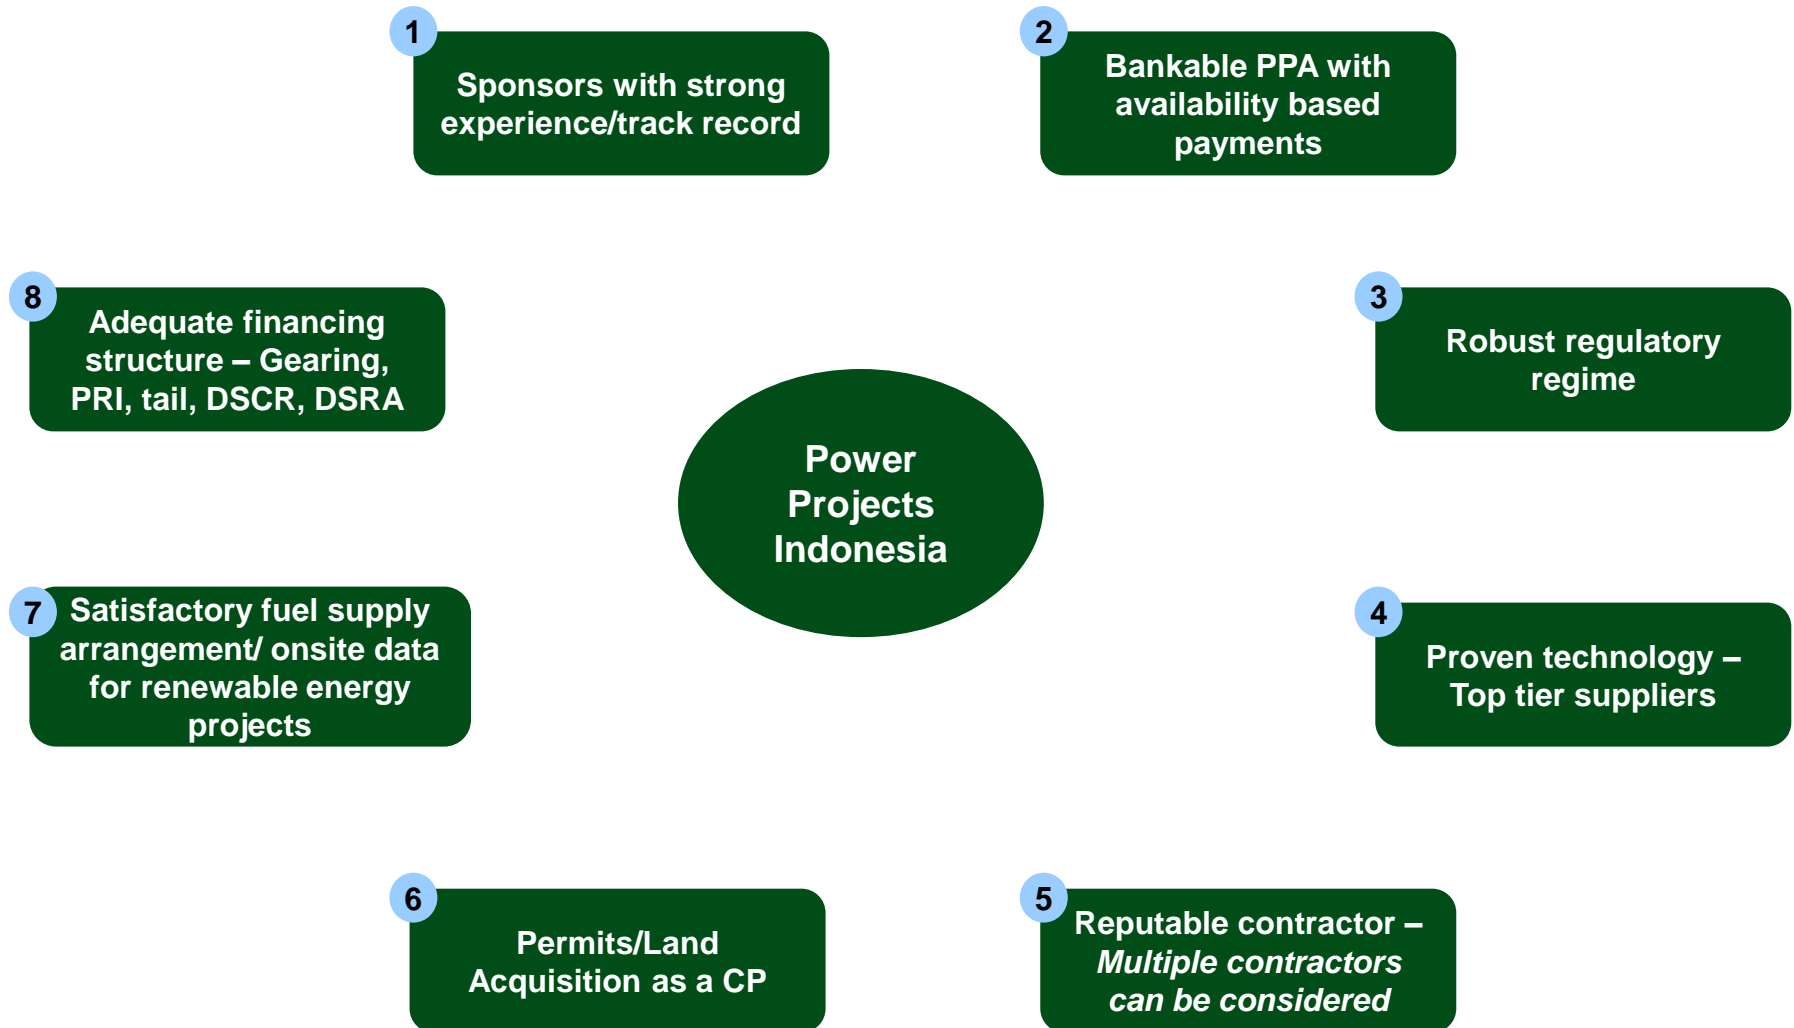 1
Sponsors with strong
experience/track record
2
Bankable PPA with
availability based
payments
3
Robust regulatory
regime
4
Proven technology –
Top tier suppliers
5
Reputable contractor –
Multiple contractors
can be considered
6
Permits/Land
Acquisition as a CP
7
Satisfactory fuel supply
arrangement/ onsite data
for renewable energy
projects
8
Adequate financing
structure – Gearing,
PRI, tail, DSCR, DSRA
Power
Projects
Indonesia